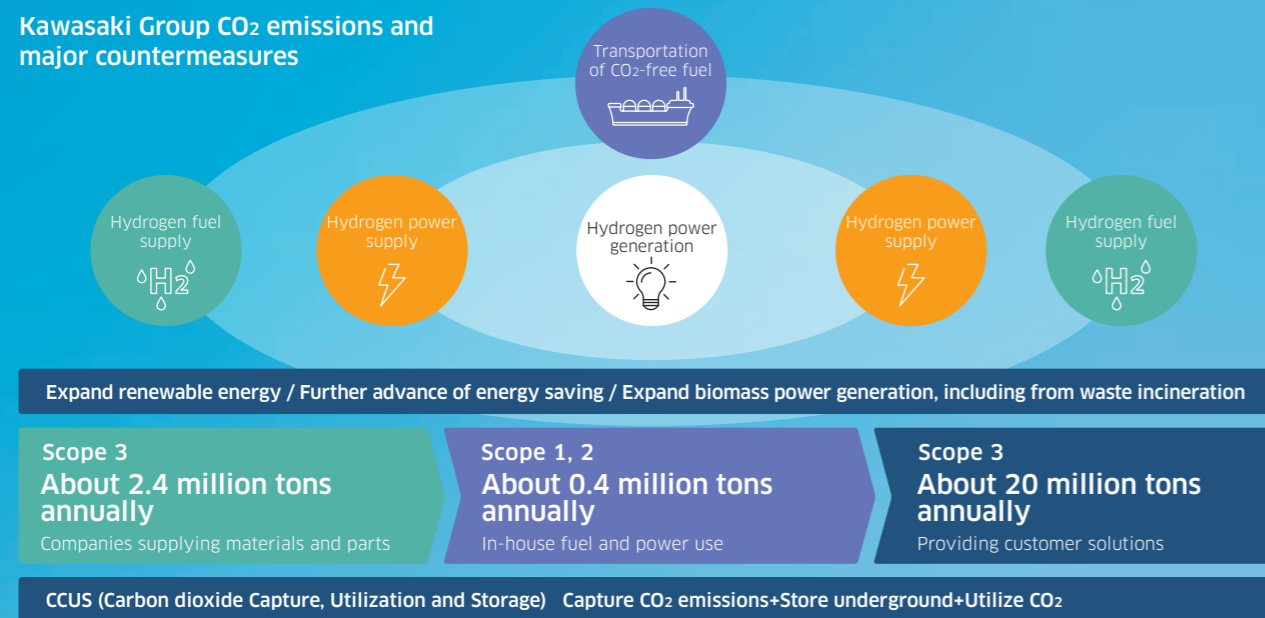 Kawasaki Group CO2 emissions and
major countermeasures
Transportation
of CO2-free fuel
Hydrogen fuel
supply
H2
Hydrogen power
supply
Hydrogen power
generation
Hydrogen power
supply
Hydrogen fuel
supply
H2
Expand renewable energy / Further advance of energy saving / Expand biomass power generation, including from waste incineration
Scope 3
About 2.4 million tons
annually
Companies supplying materials and parts
Scope 1, 2
About 0.4 million tons
annually
In-house fuel and power use
Scope 3
About 20 million tons
annually
Providing customer solutions
CCUS (Carbon dioxide Capture, Utilization and Storage) Capture CO2 emissions+Store underground+Utilize CO2